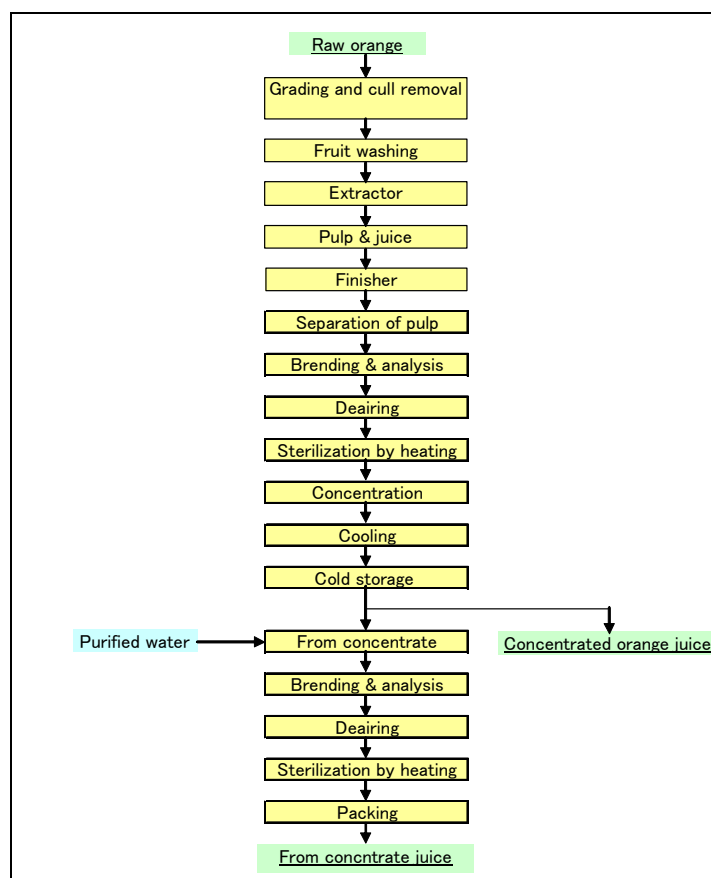 Raw orange
Grading and cull removal
Fruit washing
Extractor
Pulp & juice
Finisher
Separation of pulp
Brending & analysis
Deairing
Sterilization by heating
Concentration
Cooling
Cold storage
Purified water
From concentrate
Concentrated orange juice
Brending & analysis
Deairing
Sterilization by heating
Packing
From concntrate juice